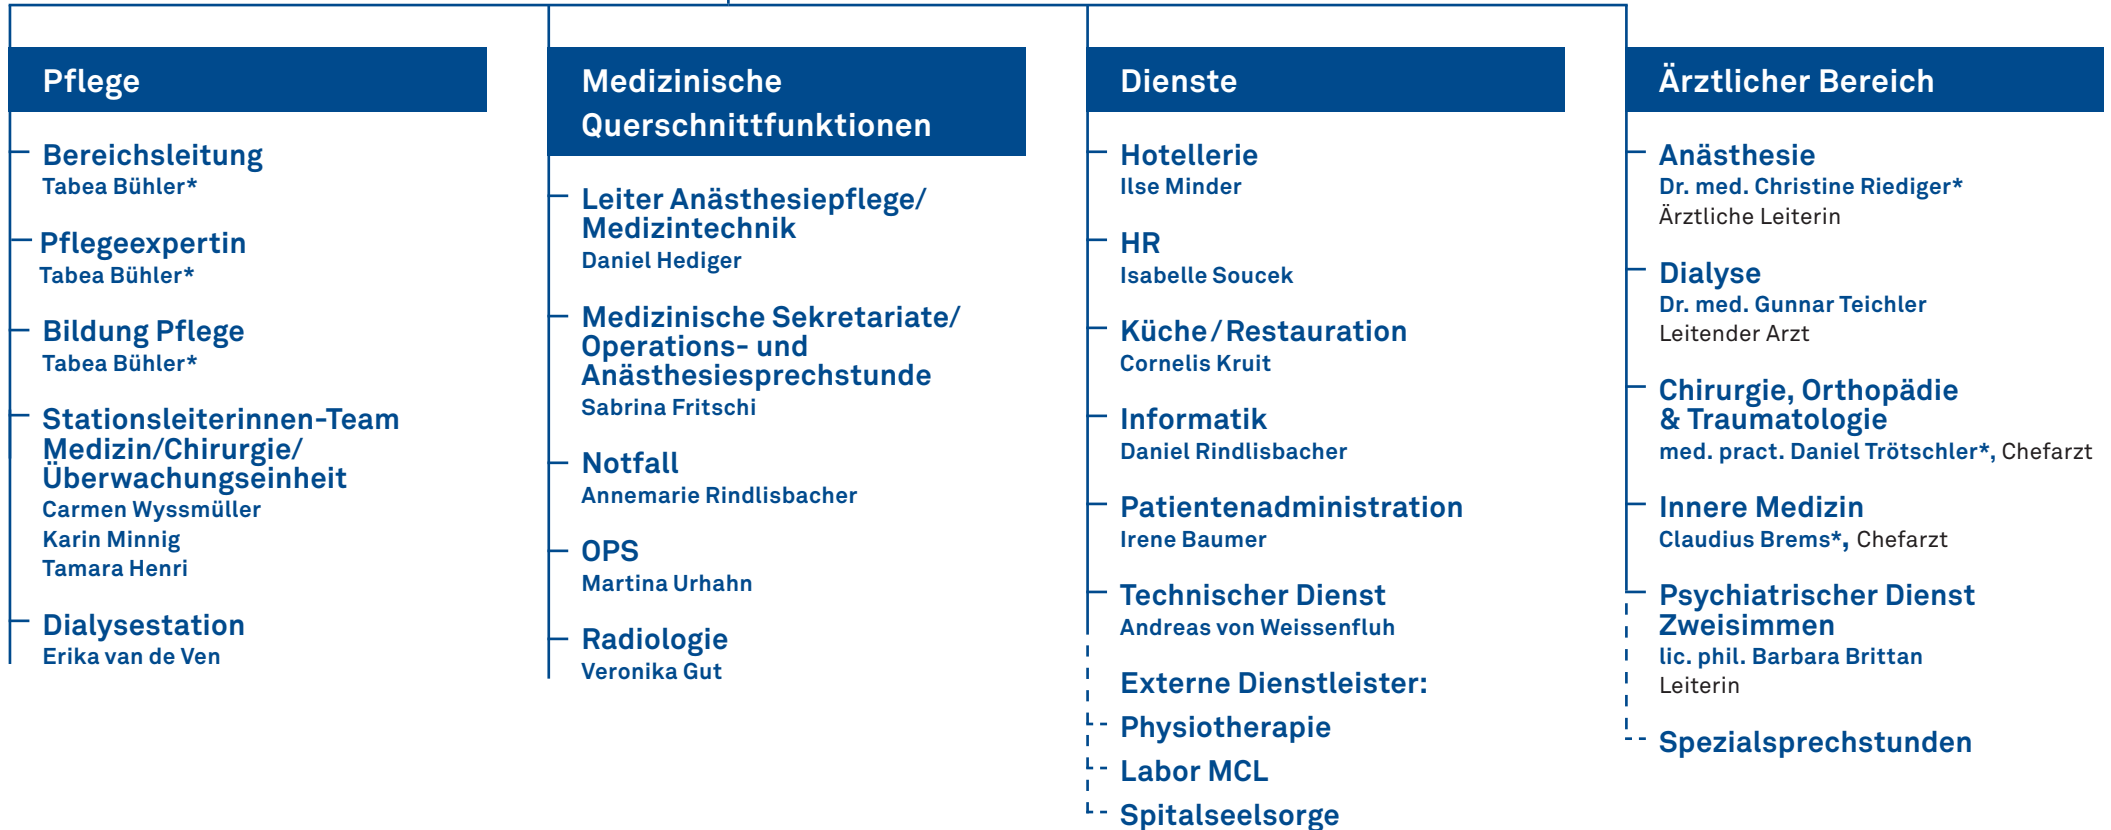 Pflege
Bereichsleitung
Tabea Bühler*
Pflegeexpertin
Tabea Bühler*
Bildung Pflege
Tabea Bühler*
Stationsleiterinnen-Team
Medizin/Chirurgie/
Überwachungseinheit
Carmen Wyssmüller
Karin Minnig
Tamara Henri
Dialysestation
Erika van de Ven
Medizinische
Querschnittfunktionen
Leiter Anästhesiepflege/
Medizintechnik
Daniel Hediger
Medizinische Sekretariate/
Operations- und
Anästhesiesprechstunde
Sabrina Fritschi
Notfall
Annemarie Rindlisbacher
OPS
Martina Urhahn
Radiologie
Veronika Gut
Dienste
Hotellerie
Ilse Minder
HR
Isabelle Soucek
Küche/Restauration
Cornelis Kruit
Informatik
Daniel Rindlisbacher
Patientenadministration
Irene Baumer
Technischer Dienst
Andreas von Weissenfluh
Externe Dienstleister:
Physiotherapie
Labor MCL
Spitalseelsorge
Ärztlicher Bereich
Anästhesie
Dr. med. Christine Riediger*
Ärztliche Leiterin
Dialyse
Dr. med. Gunnar Teichler
Leitender Arzt
Chirurgie, Orthopädie
& Traumatologie
med. pract. Daniel Trötschler*, Chefarzt
Innere Medizin
Claudius Brems*, Chefarzt
Psychiatrischer Dienst
Zweisimmen
lic. phil. Barbara Brittan
Leiterin
Spezialsprechstunden